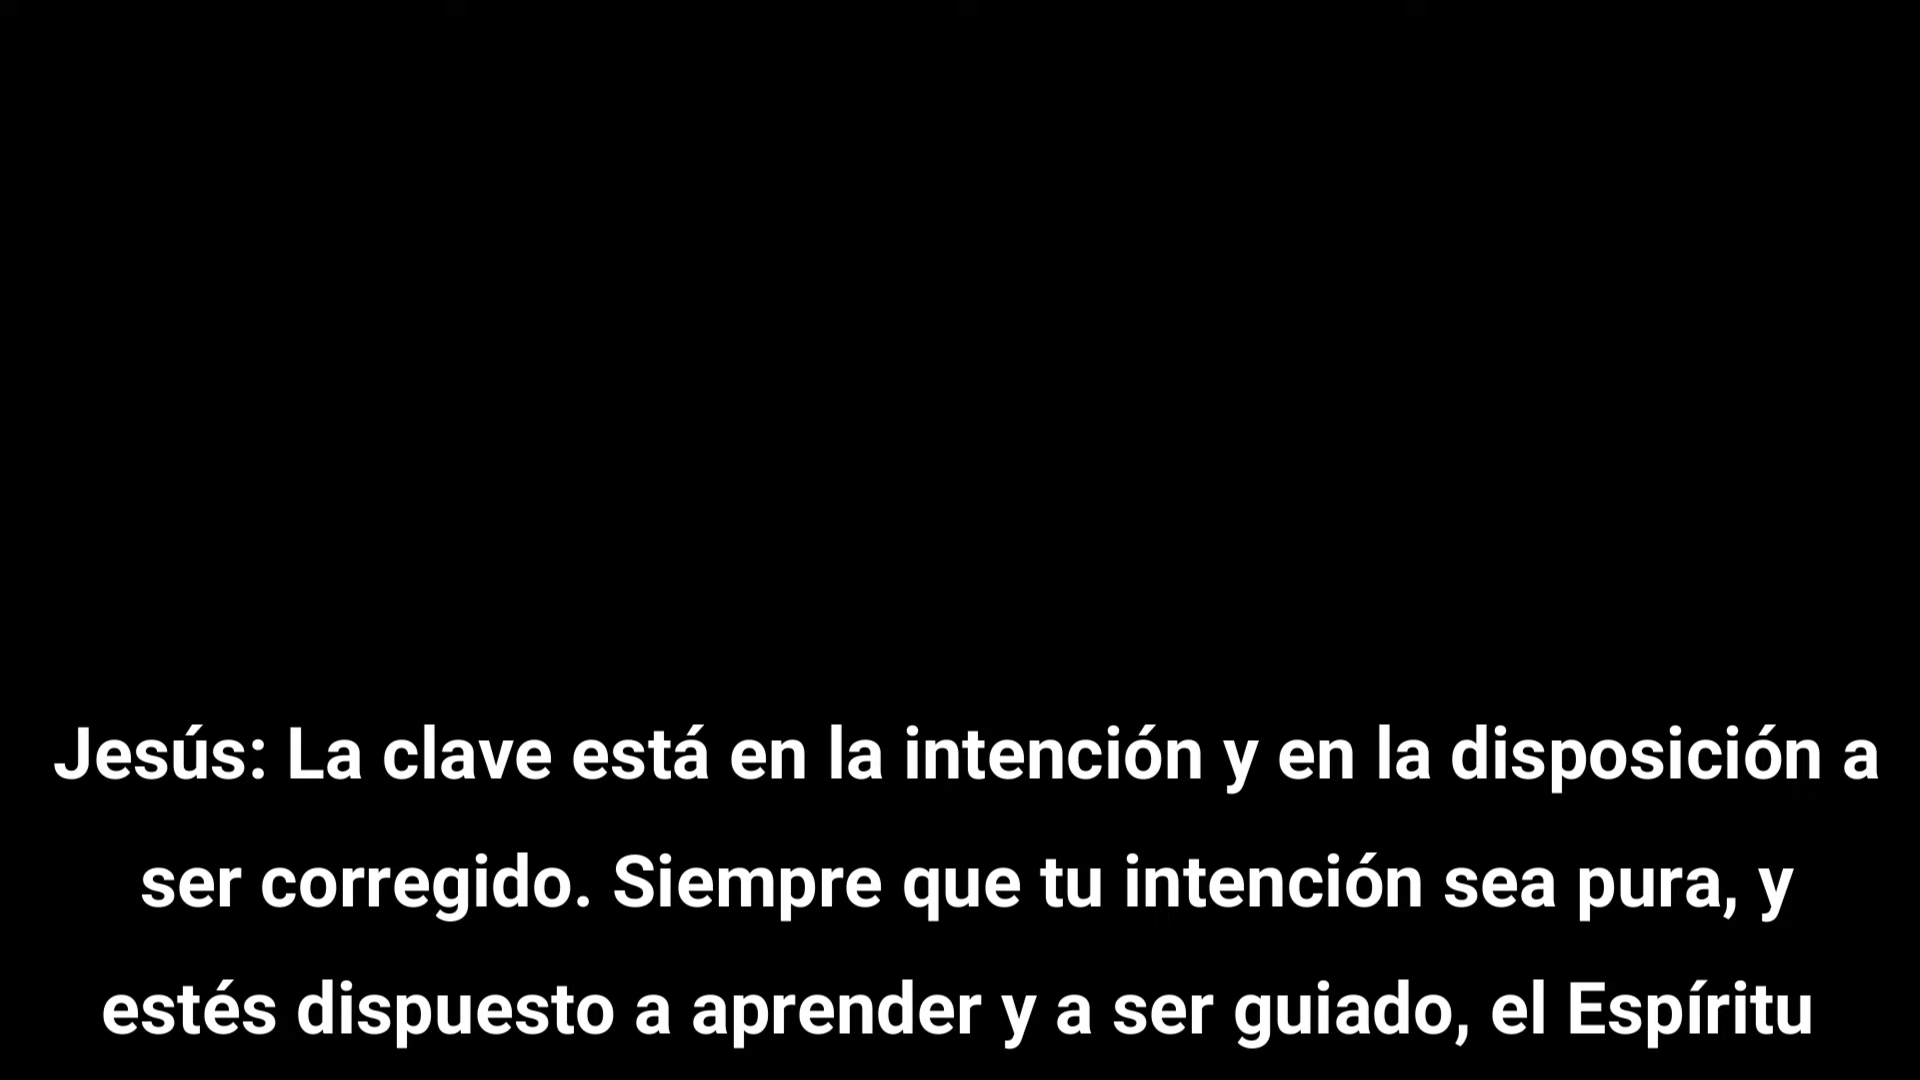 Jesús: La clave está en la intención y en la disposición a
ser corregido. Siempre que tu intención sea pura, y
estés dispuesto a aprender y a ser guiado, el Espíritu